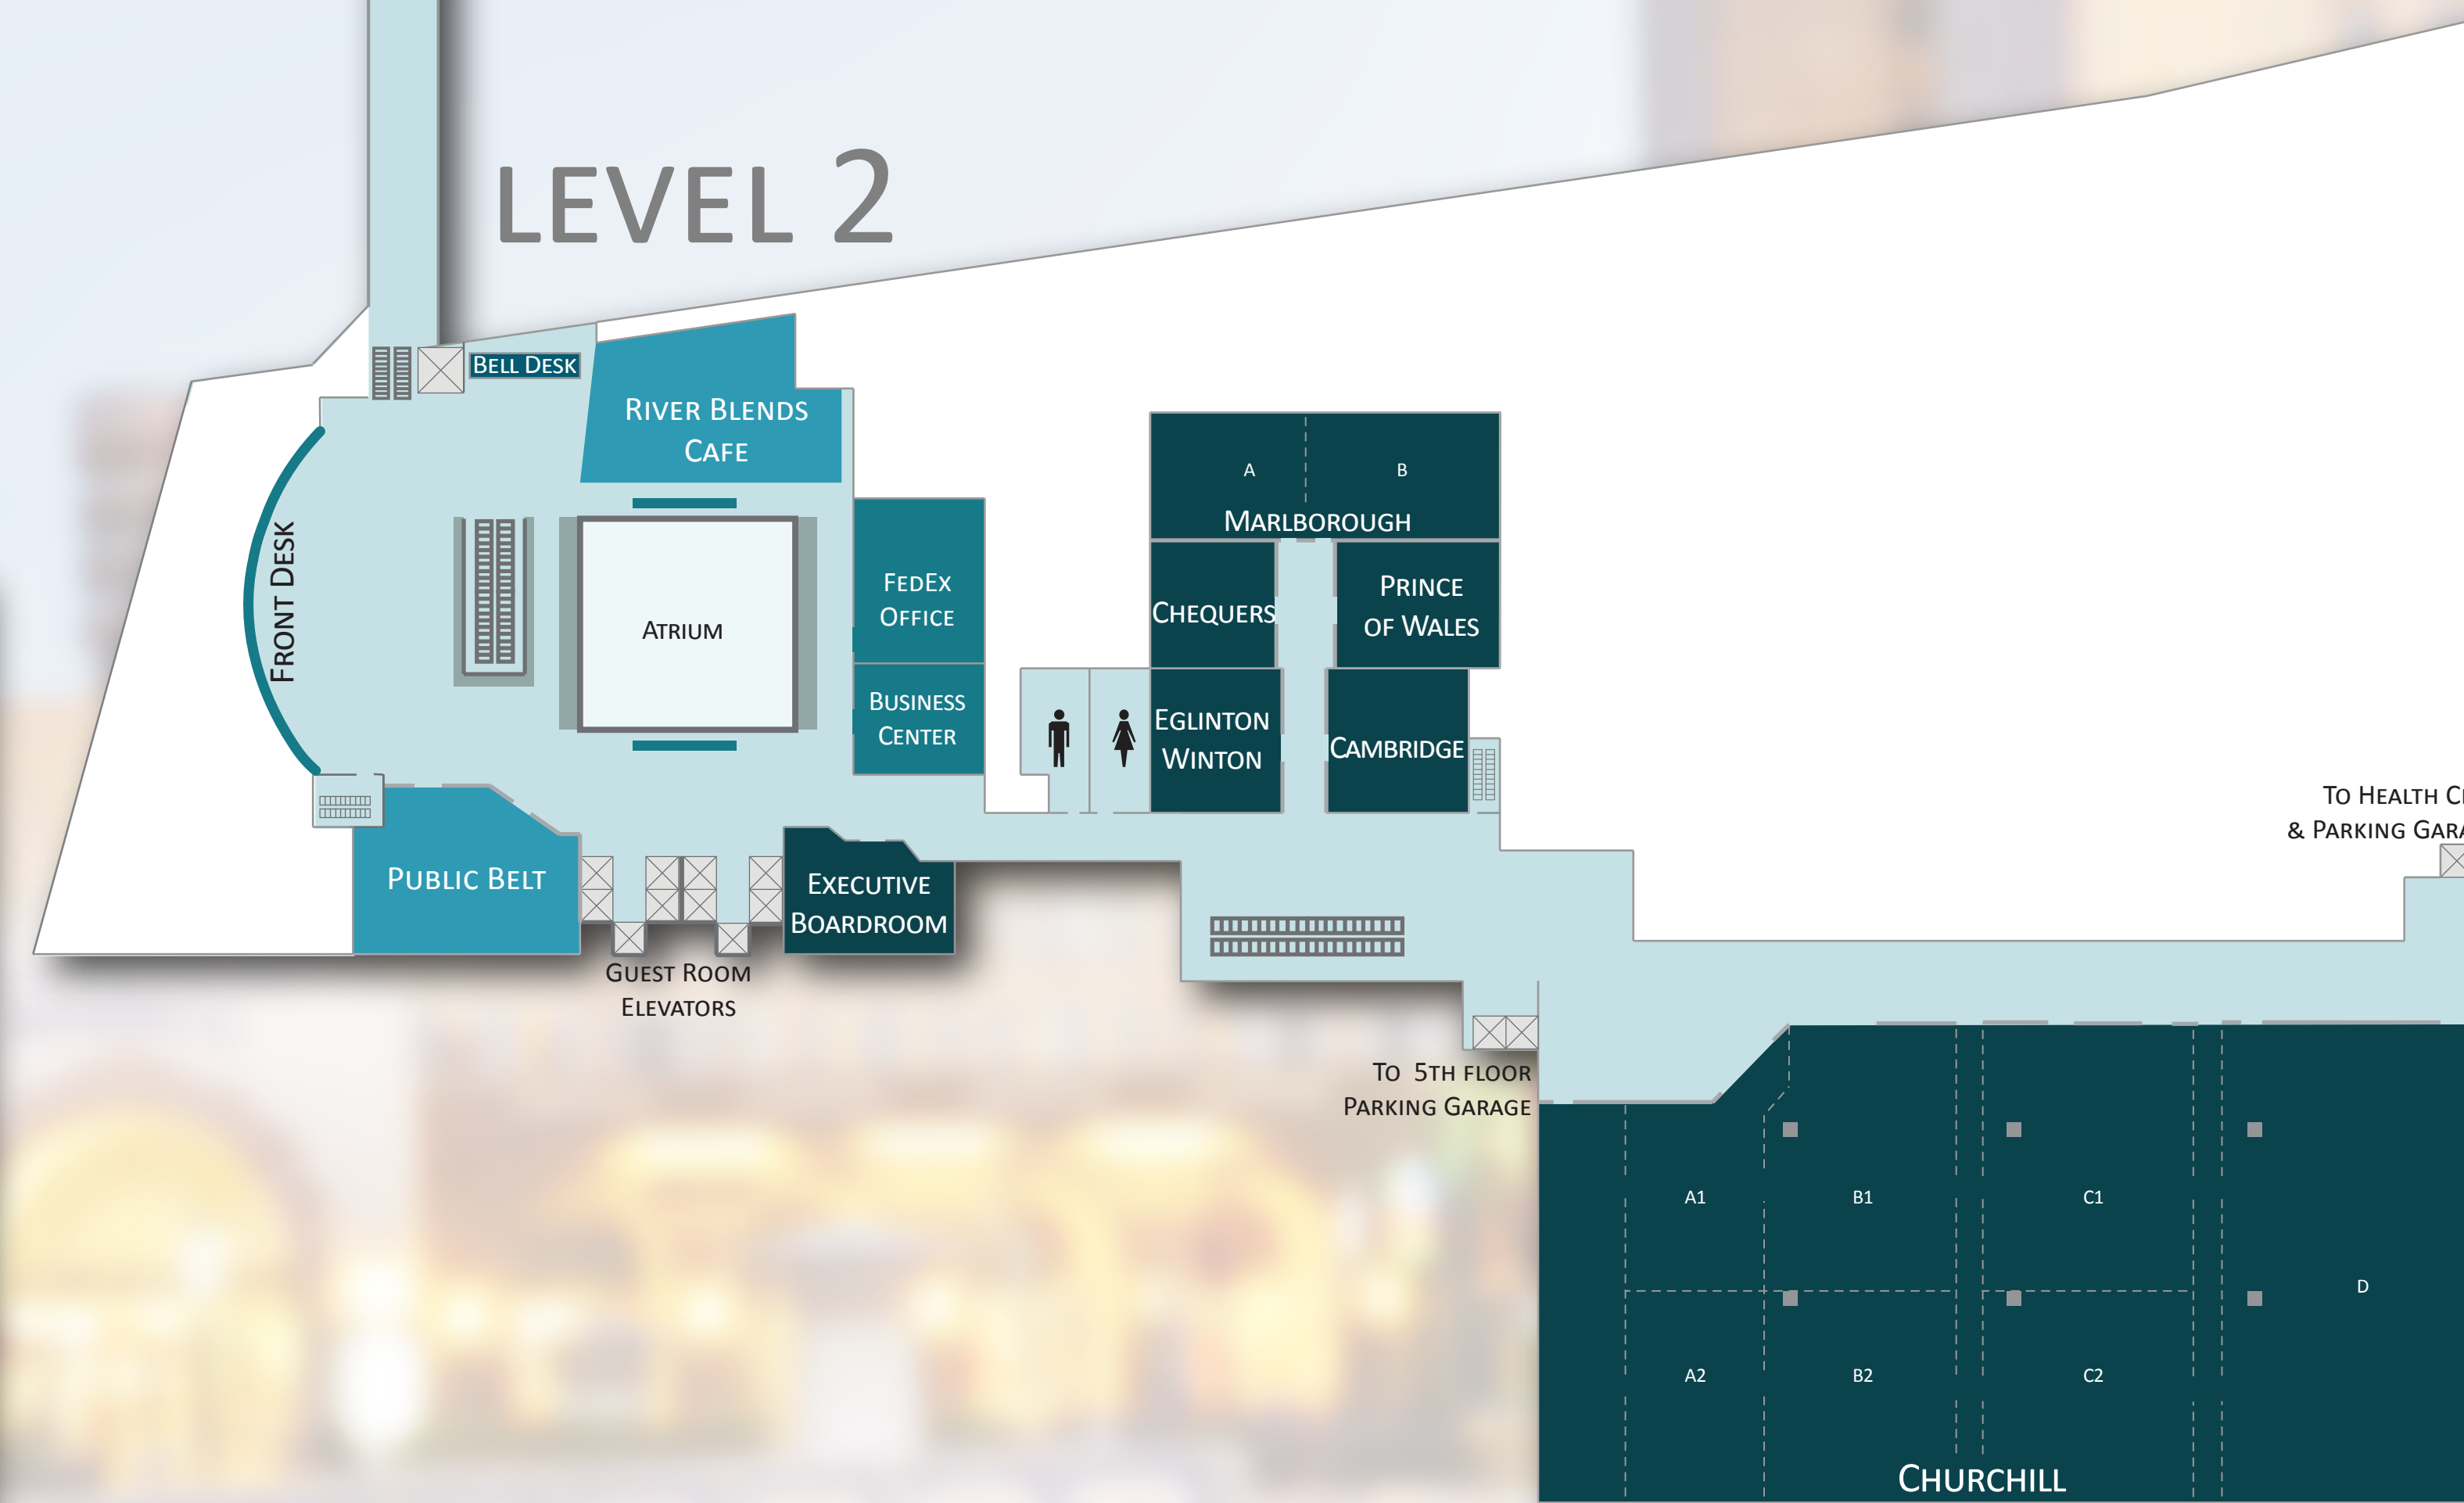 LEVEL 2
BELL DESK
RIVER BLENDS
CAFE
FRONT DESK
ATRIUM
FEDEX
OFFICE
BUSINESS
CENTER
A
B
MARLBOROUGH
CHEQUERS
PRINCE
OF WALES
EGLINTON
WINTON
CAMBRIDGE
PUBLIC BELT
EXECUTIVE
BOARDROOM
GUEST ROOM
ELEVATORS
TO HEALTH
& PARKING
TO 5TH FLOOR
PARKING GARAGE
A1
B1
C1
D
A2
B2
C2
CHURCHILL